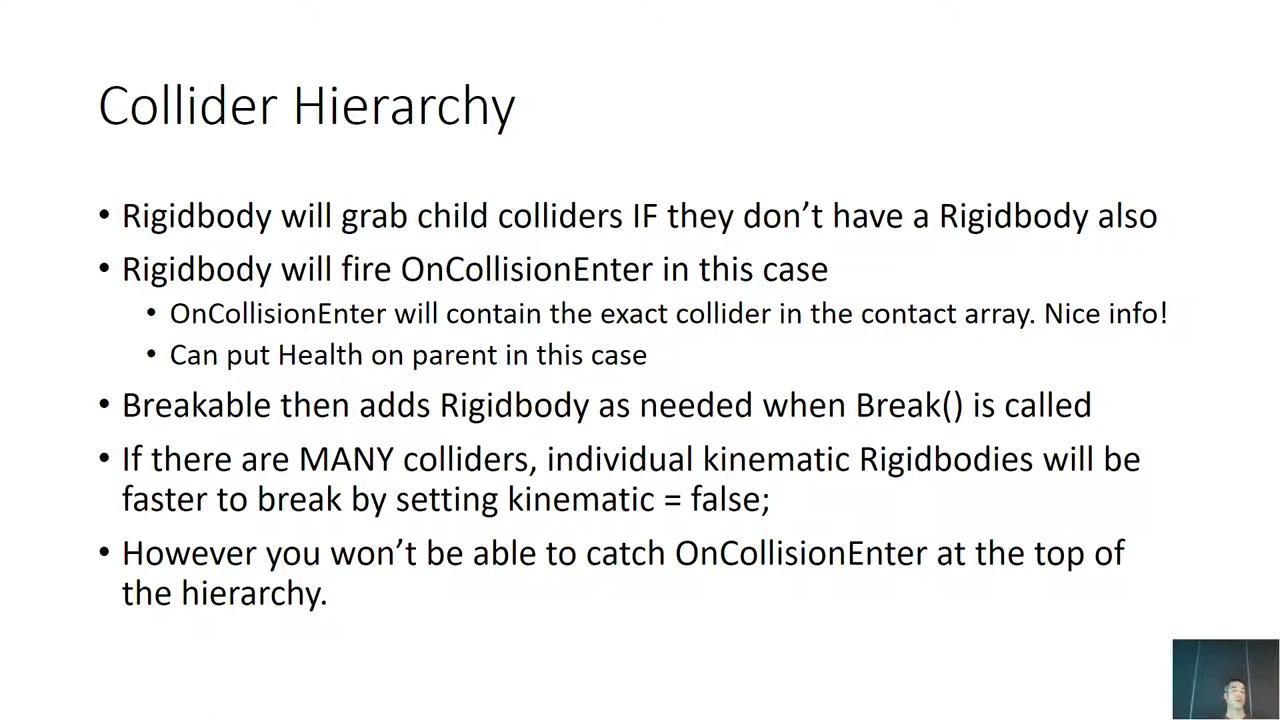 Collider Hierarchy
• Rigidbody will grab child colliders IF they don’t have a Rigidbody also
• Rigidbody will fire OnCollisionEnter in this case
• OnCollisionEnter will contain the exact collider in the contact array. Nice info!
• Can put Health on parent in this case
• Breakable then adds Rigidbody as needed when Break() is called
• If there are MANY colliders, individual kinematic Rigidbodies will be
faster to break by setting kinematic = false;
• However you won’t be able to catch OnCollisionEnter at the top of
the hierarchy.